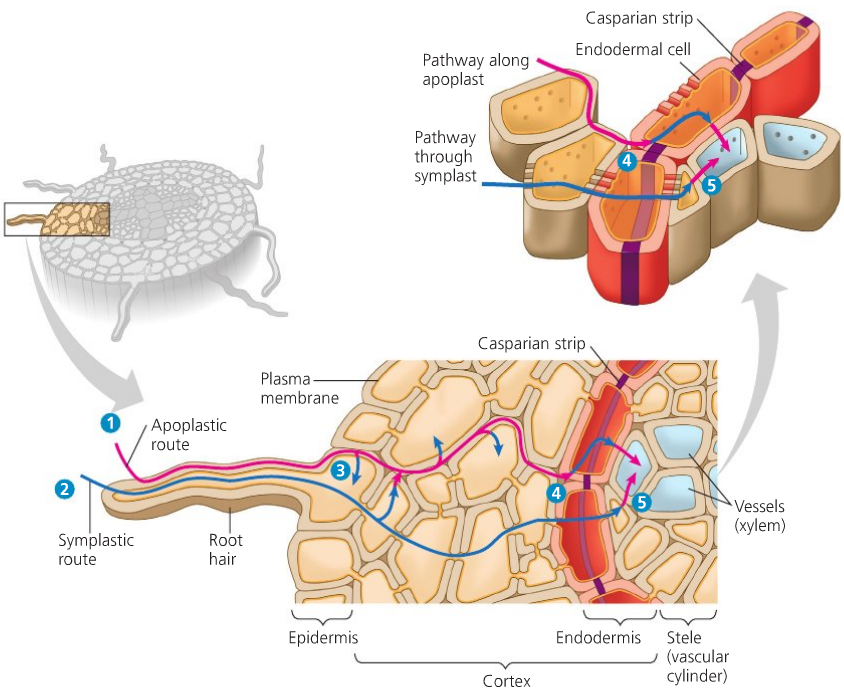 Casparian strip
Endodermal cell
Pathway along
apoplast
Pathway
through
symplast
4
5
Casparian strip
Plasma
membrane
1
Apoplastic
route
2
3
4
5
Symplastic
route
Root
hair
Vessels
(xylem)
Epidermis
Endodermis
Stele
(vascular
cylinder)
Cortex